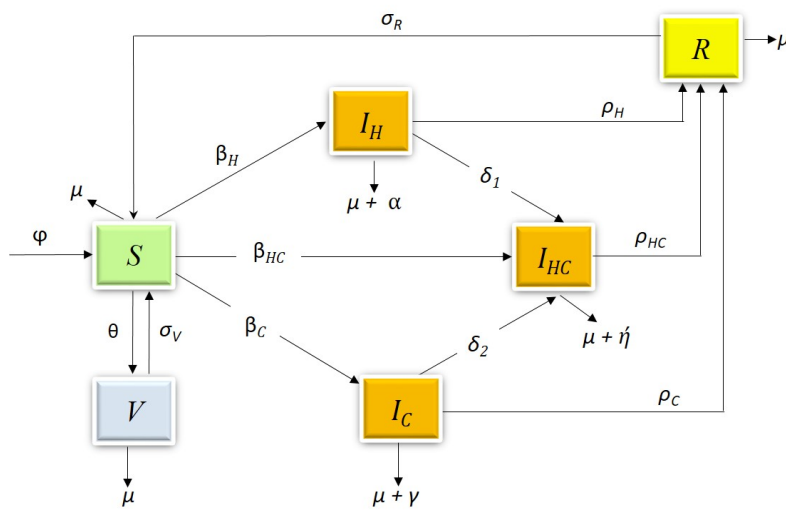 σR
R
μ
IH
ρH
βH
δ1
μ
μ + α
φ
S
βHC
IHC
ρHC
θ
σV
βC
δ2
μ + ή
V
IC
ρC
μ
μ + γ